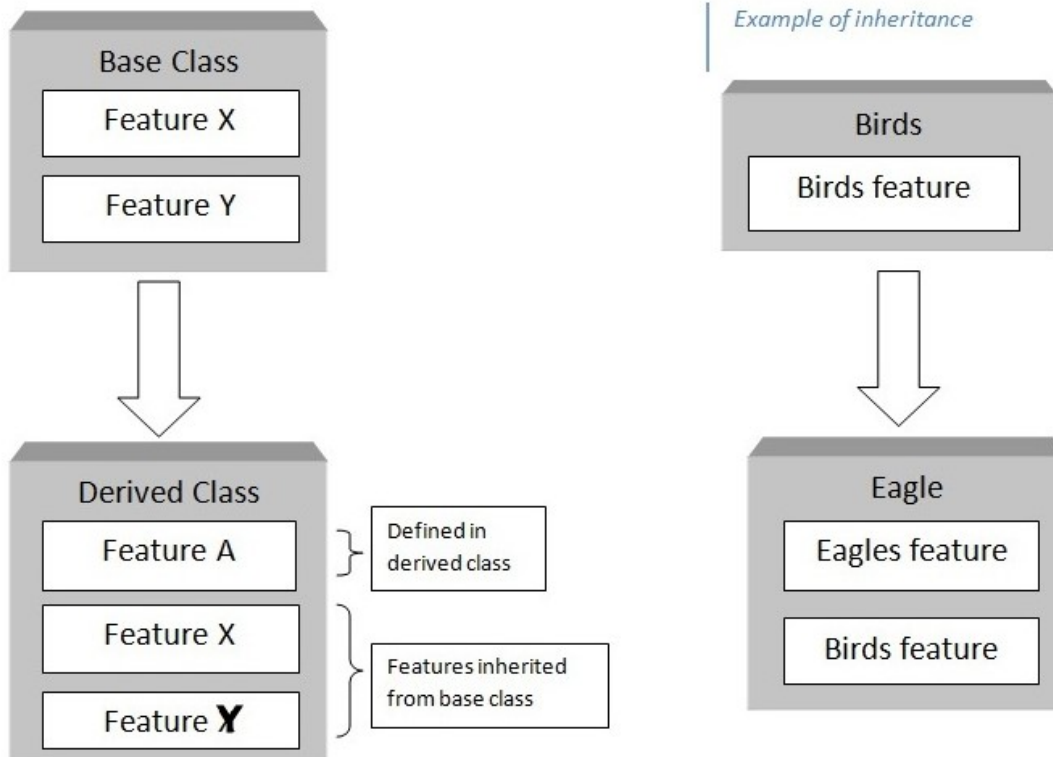 Base Class
Feature X
Feature Y
Derived Class
Feature A
Feature X
Feature Y
Defined in
derived class
Features inherited
from base class
Example of inheritance
Birds
Birds feature
Eagle
Eagles feature
Birds feature